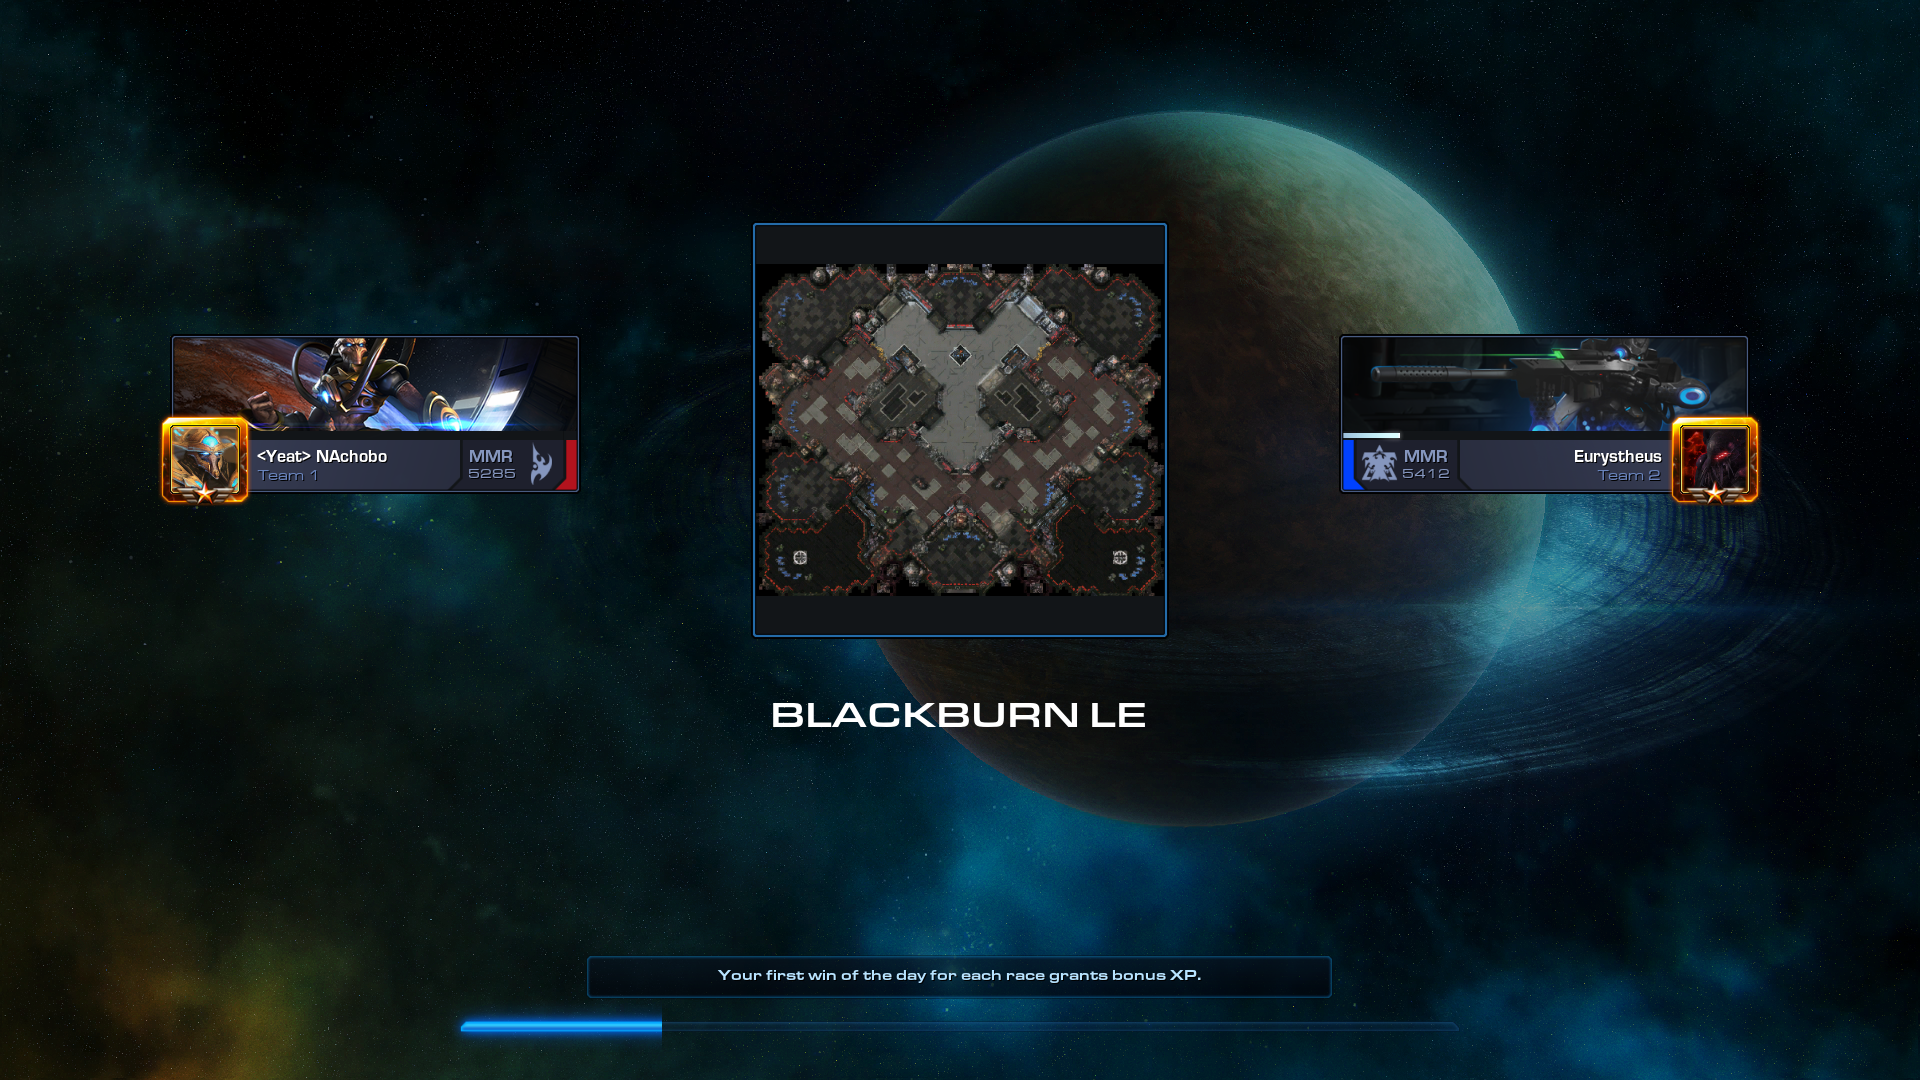 <Yeat> NAchobo
Team 1
MMR
5285
MMR
5412
Eurystheus
Team 2
BLACKBURN LE
Your first win of the day for each race grants bonus XP.